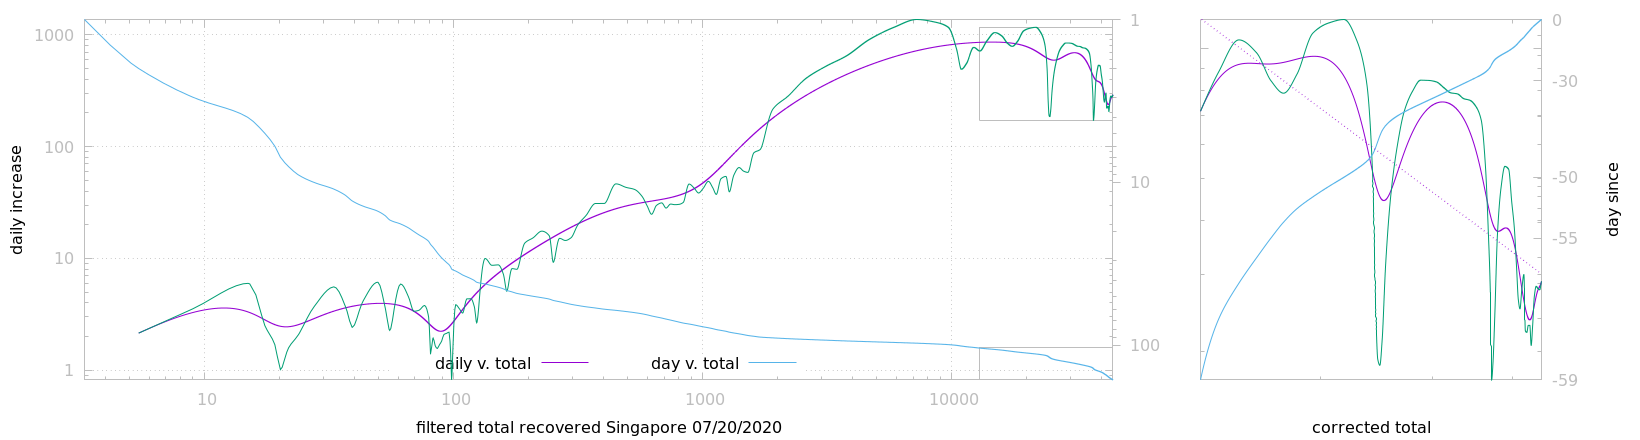 daily increase
1000
100
10
1
10
100
1000
10000
1
10
100
daily v. total
day v. total
filtered total recovered Singapore 07/20/2020
0
-30
-50
-55
-59
day since
corrected total